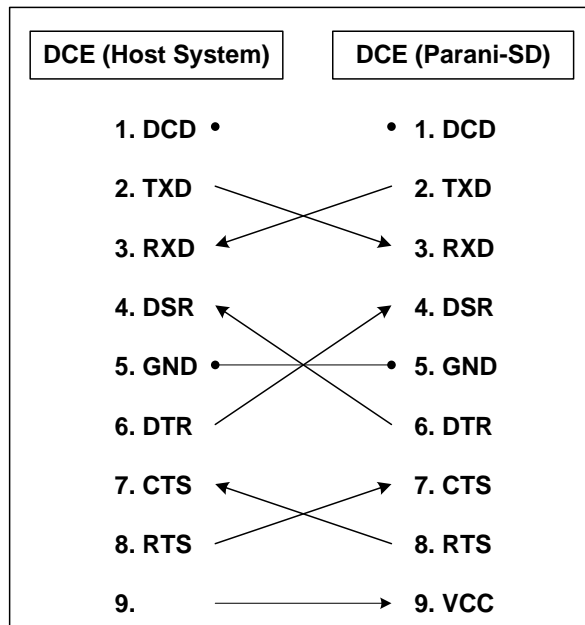 DCE (Host System) DCE (Parani-SD)
1. DCD 1. DCD
2. TXD 2. TXD
3. RXD 3. RXD
4. DSR 4. DSR
5. GND 5. GND
6. DTR 6. DTR
7. CTS 7. CTS
8. RTS 8. RTS
9. 9. VCC